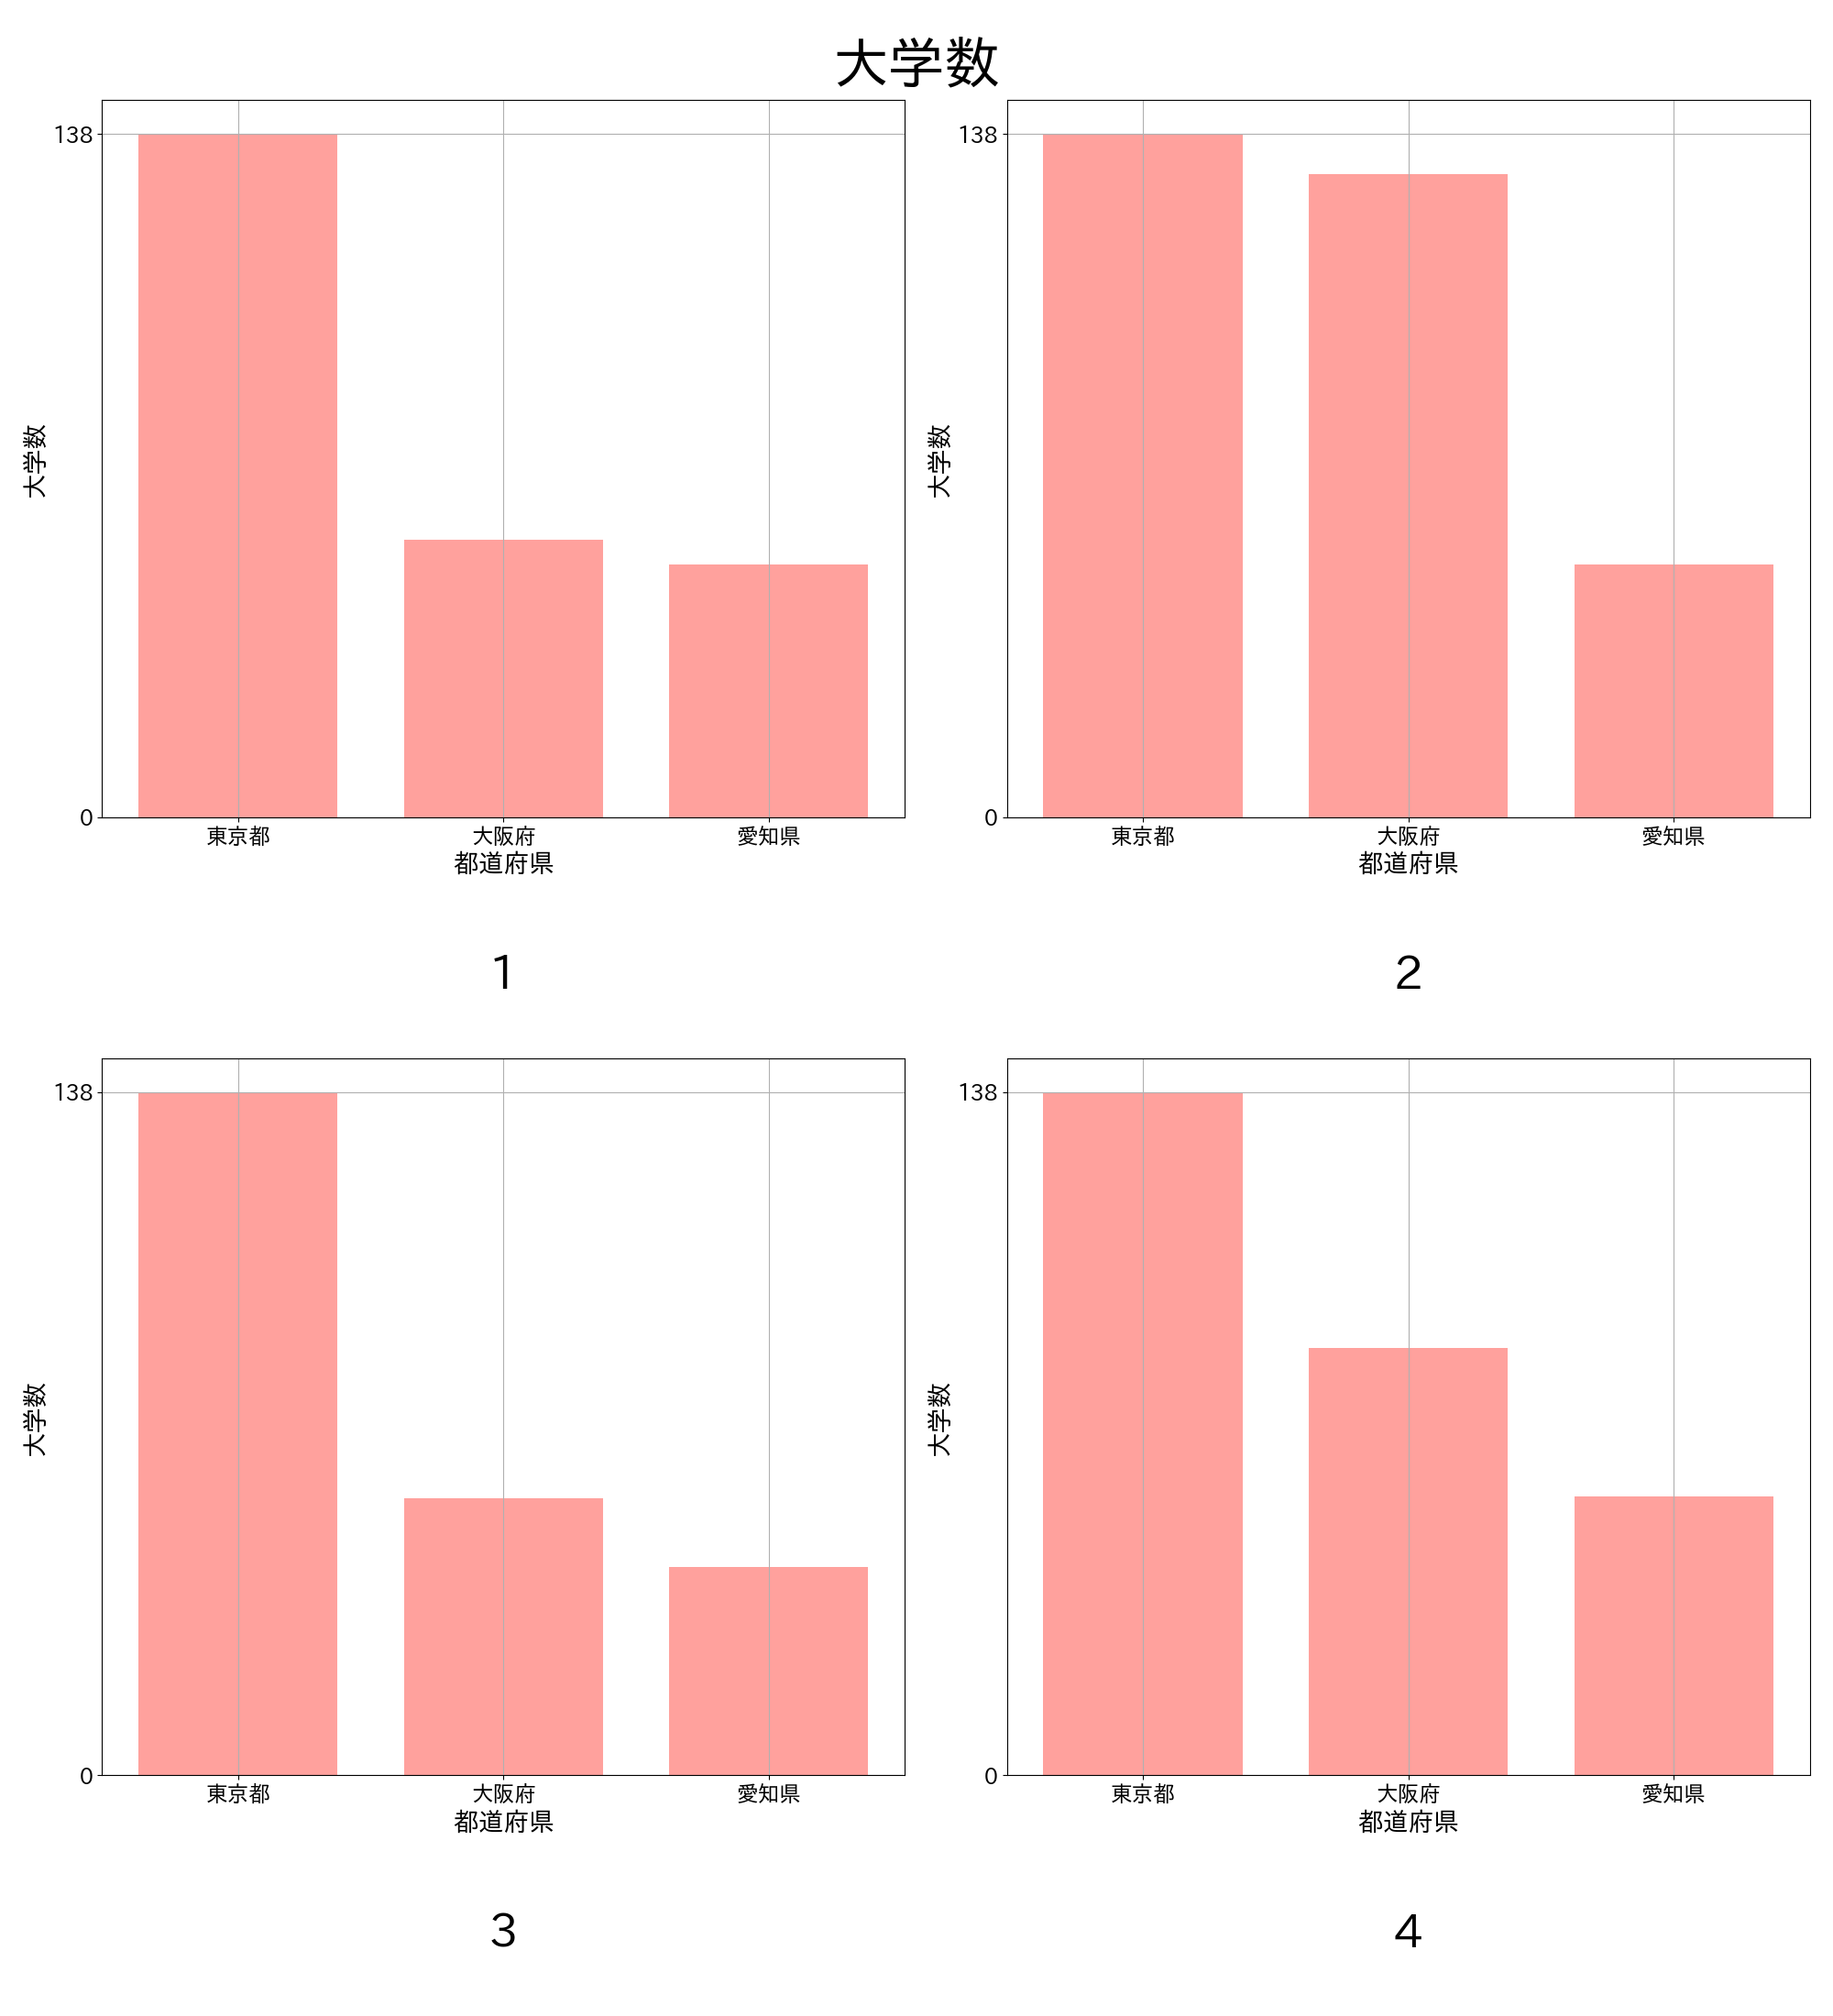 大学数
138
0
大学数
東京都 大阪府 愛知県
都道府県
1
138
0
大学数
東京都 大阪府 愛知県
都道府県
2
138
0
大学数
東京都 大阪府 愛知県
都道府県
3
138
0
大学数
東京都 大阪府 愛知県
都道府県
4